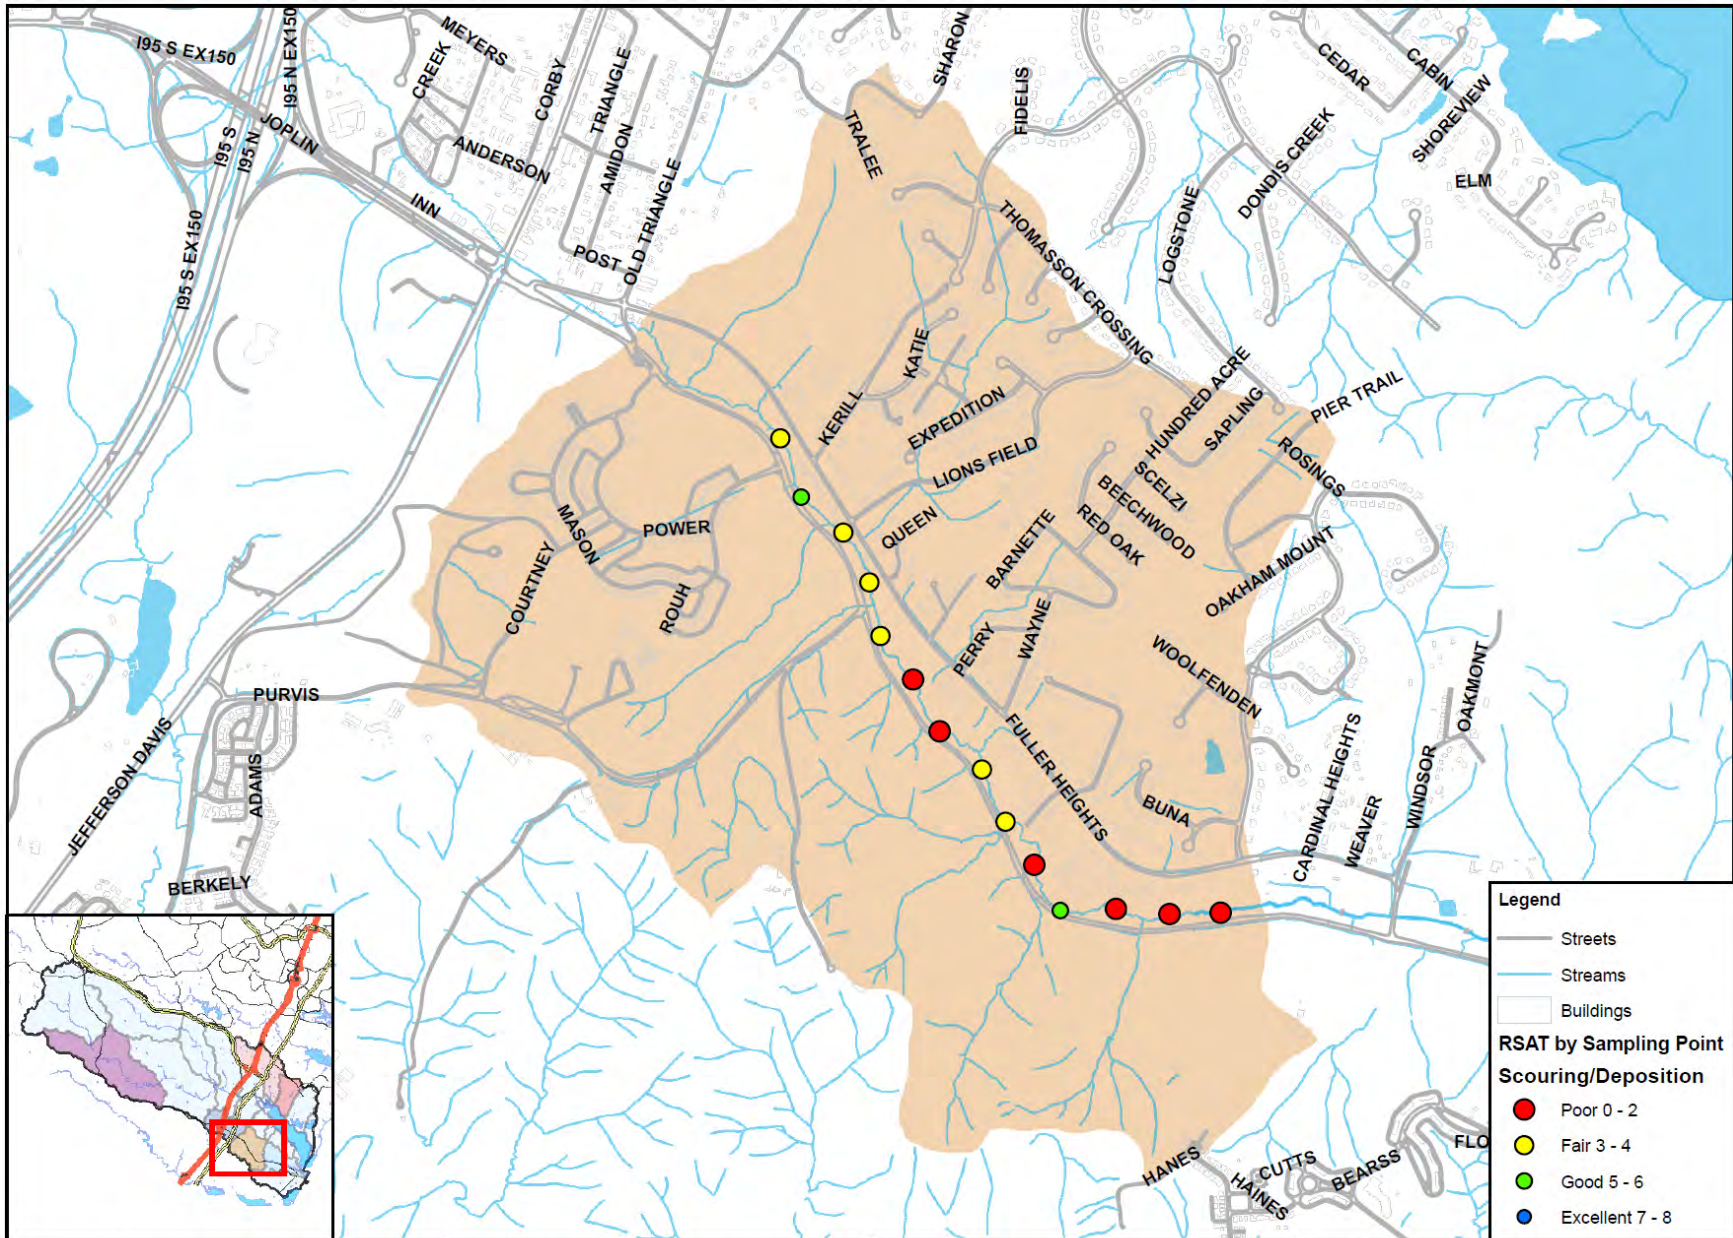 I95 S EX150
I95 N EX150
MEYERS
CREEK
CORBY
TRIANGLE
SHARON
FIDELIS
CEDAR
CABIN
SHOREVIEW
JOPLIN
I95 S
I95 N
ANDERSON
AMIDON
TRALEE
DONDIS CREEK
ELM
INN
OLD TRIANGLE
POST
I95 S EX150
THOMASSON CROSSING
LOGSTONE
KATIE
KERILL
EXPEDITION
HUNDRED ACRE
SAPLING
PIER TRAIL
LIONS FIELD
ROSINGS
SCELZI
BEECHWOOD
MASON
POWER
QUEEN
RED OAK
BARNETTE
OAKHAM MOUNT
COURTNEY
ROUH
PERRY
WAYNE
WOOLFENDEN
OAKMONT
PURVIS
JEFFERSON DAVIS
ADAMS
FULLER HEIGHTS
CARDINAL HEIGHTS
WINDSOR
BUNA
WEAVER
BERKELY
HANES
HAINES
CUTTS
BEARSS
FLO
Legend
Streets
Streams
Buildings
RSAT by Sampling Point
Scouring/Deposition
Poor 0 - 2
Fair 3 - 4
Good 5 - 6
Excellent 7 - 8